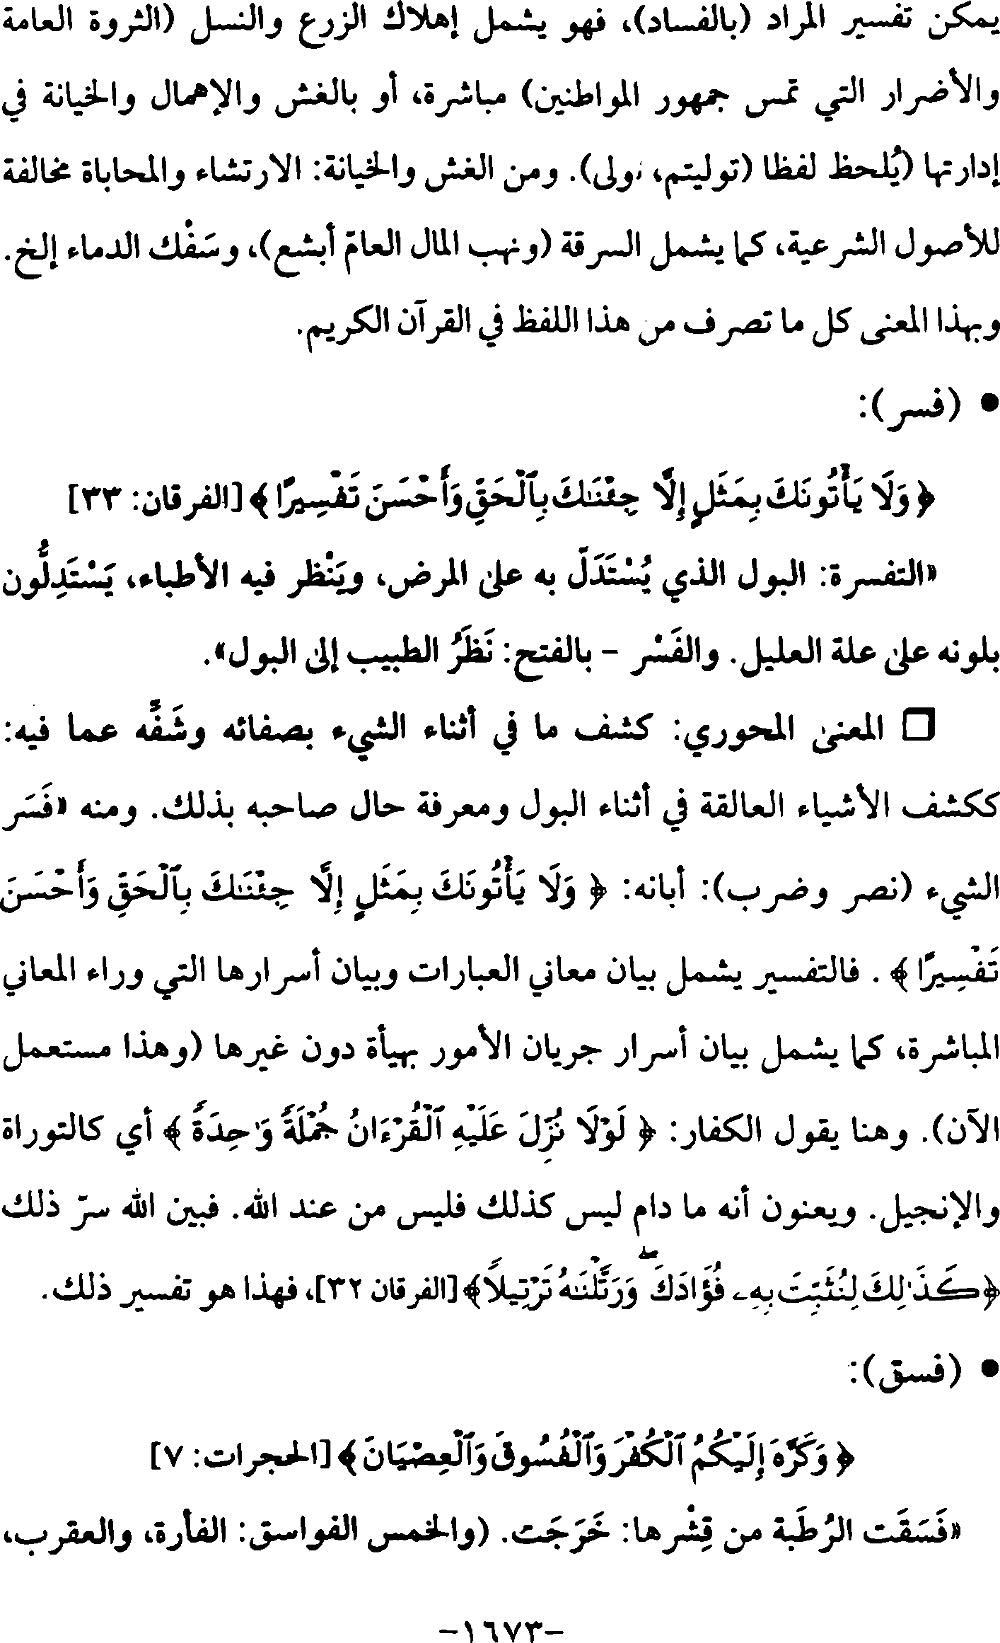 يمكن تفسير المراد (بالفساد)، فهو يشمل إهلاك الزرع والنسل (الثروة العامة
والأضرار التي تمس جمهور المواطنين) مباشرة، أو بالغش والإهمال والخيانة في
إدارتها (يُلحظ لفظا (توليتم، تولى). ومن الغش والخيانة: الارتشاء والمحاباة مخالفة
للأصول الشرعية، كما يشمل السرقة (ونهب المال العامّ أبشع)، وسَفْك الدماء إلخ.
وبهذا المعنى كل ما تصرف من هذا اللفظ في القرآن الكريم.
● (فسر):
﴿ وَلَا يَأْتُونَكَ بِمَثَلٍ إِلَّا جِئْنَٰكَ بِٱلْحَقِّ وَأَحْسَنَ تَفْسِيرًا ﴾ [الفرقان: ٣٣]
«التفسرة: البول الذي يُسْتَدَلّ به على المرض، ويَنْظر فيه الأطباء، يَسْتَدِلُّون
بلونه على علة العليل. والفَسْر - بالفتح: نَظَرُ الطبيب إلى البول».
❑ المعنى المحوري: كشف ما في أثناء الشيء بصفائه وشَفِّه عما فيه:
ككشف الأشياء العالقة في أثناء البول ومعرفة حال صاحبه بذلك. ومنه «فَسَر
الشيء (نصر وضرب): أبانه: ﴿ وَلَا يَأْتُونَكَ بِمَثَلٍ إِلَّا جِئْنَٰكَ بِٱلْحَقِّ وَأَحْسَنَ
تَفْسِيرًا ﴾ . فالتفسير يشمل بيان معاني العبارات وبيان أسرارها التي وراء المعاني
المباشرة، كما يشمل بيان أسرار جريان الأمور بهيأة دون غيرها (وهذا مستعمل
الآن). وهنا يقول الكفار: ﴿ لَوْلَا نُزِّلَ عَلَيْهِ ٱلْقُرْءَانُ جُمْلَةً وَٰحِدَةً ﴾ أي كالتوراة
والإنجيل. ويعنون أنه ما دام ليس كذلك فليس من عند الله. فبين الله سرّ ذلك
﴿كَذَٰلِكَ لِنُثَبِّتَ بِهِۦ فُؤَادَكَ ۖ وَرَتَّلْنَٰهُ تَرْتِيلًا﴾ [الفرقان ٣٢]، فهذا هو تفسير ذلك.
● (فسق):
﴿ وَكَرَّهَ إِلَيْكُمُ ٱلْكُفْرَ وَٱلْفُسُوقَ وَٱلْعِصْيَانَ ﴾ [الحجرات: ٧]
«فَسَقَت الرُطَبة من قِشْرها: خَرَجَت. (والخمس الفواسق: الفأرة، والعقرب،
-١٦٧٣-